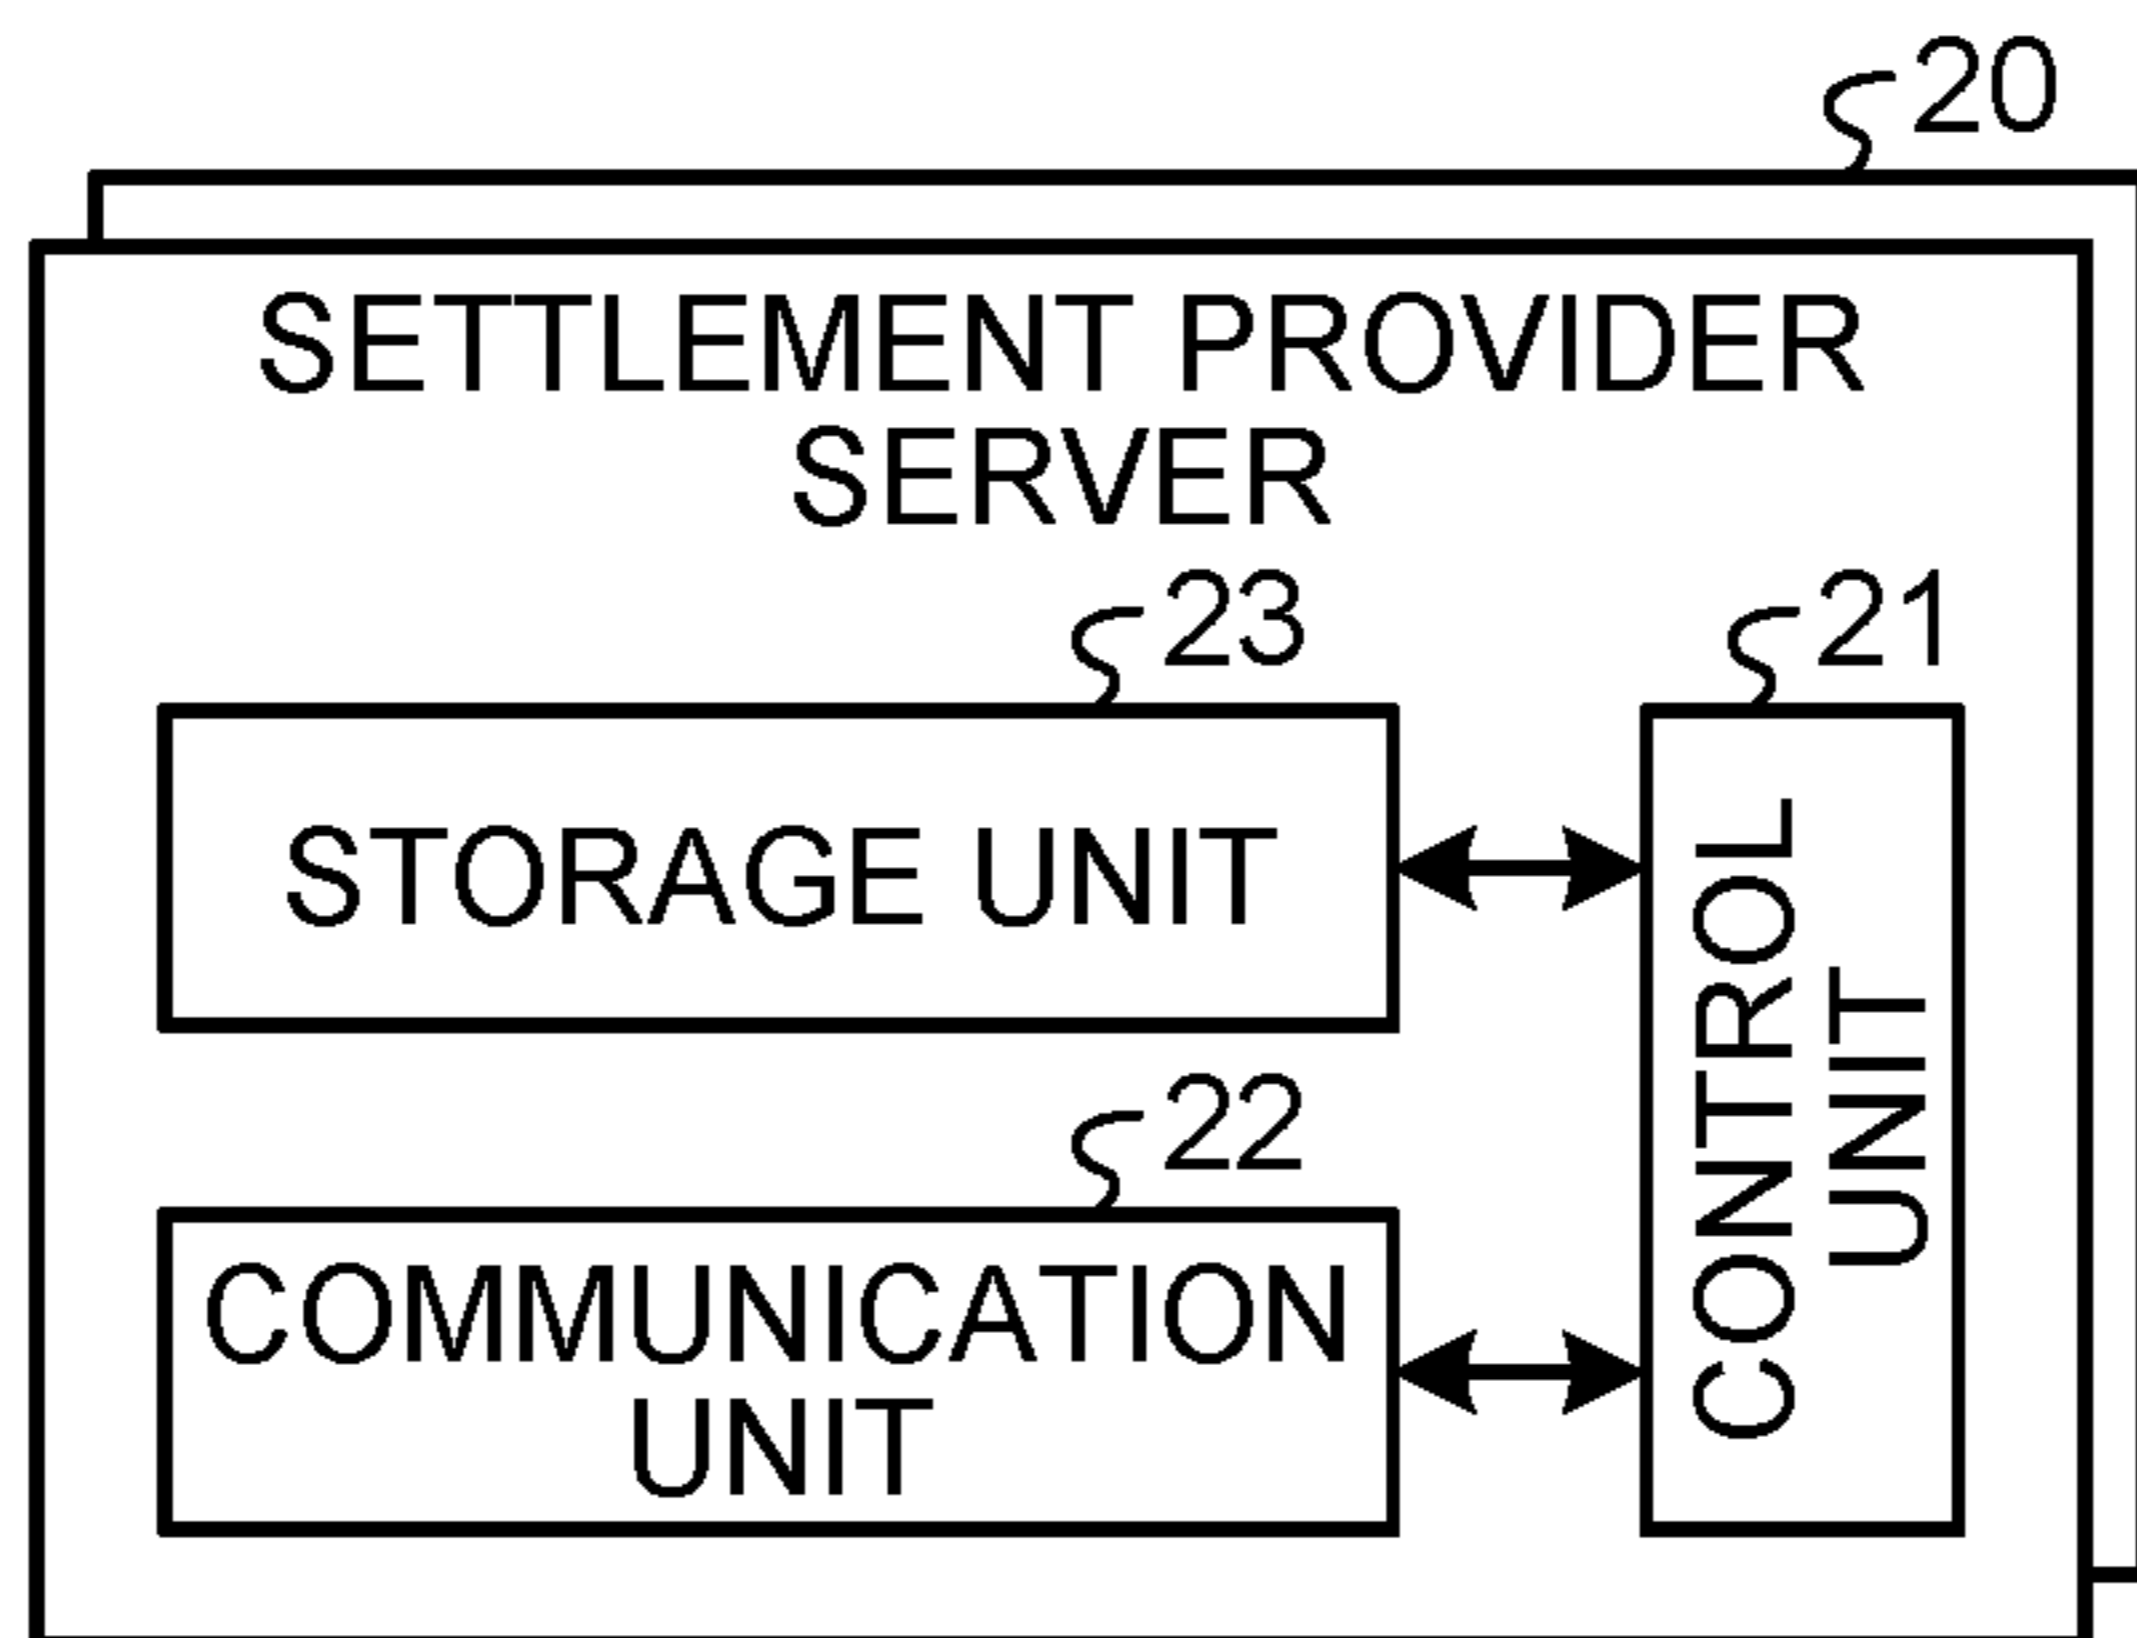 20
SETTLEMENT PROVIDER
SERVER
23
21
STORAGE UNIT
CONTROL
UNIT
22
COMMUNICATION
UNIT